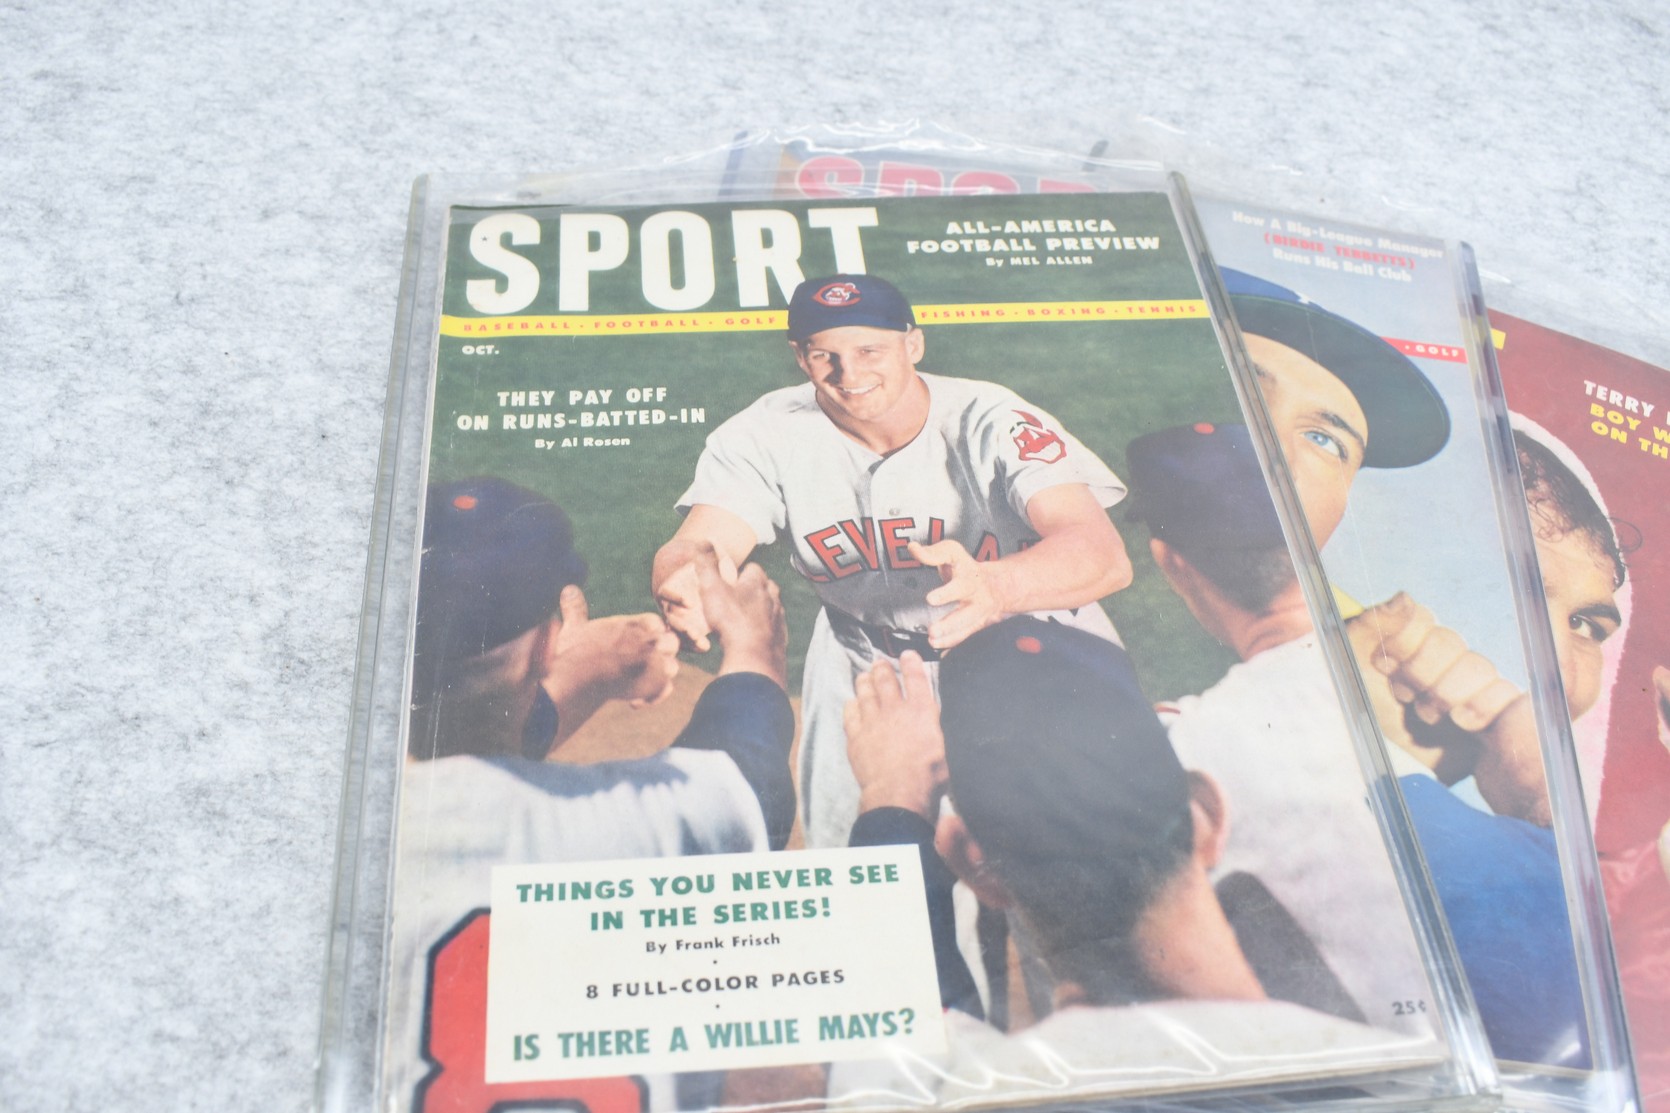 SPORT
ALL-AMERICA
FOOTBALL PREVIEW
By MEL ALLEN
BASEBALL · FOOTBALL · GOLF
FISHING · BOXING · TENNIS
OCT.
THEY PAY OFF
ON RUNS-BATTED-IN
By Al Rosen
EVELA
THINGS YOU NEVER SEE
IN THE SERIES!
By Frank Frisch
·
8 FULL-COLOR PAGES
·
IS THERE A WILLIE MAYS?
25¢
SPOR
How A Big-League Manager
(BIRDIE TEBBETTS)
Runs His Ball Club
· GOLF
TERRY
BOY W
ON TH